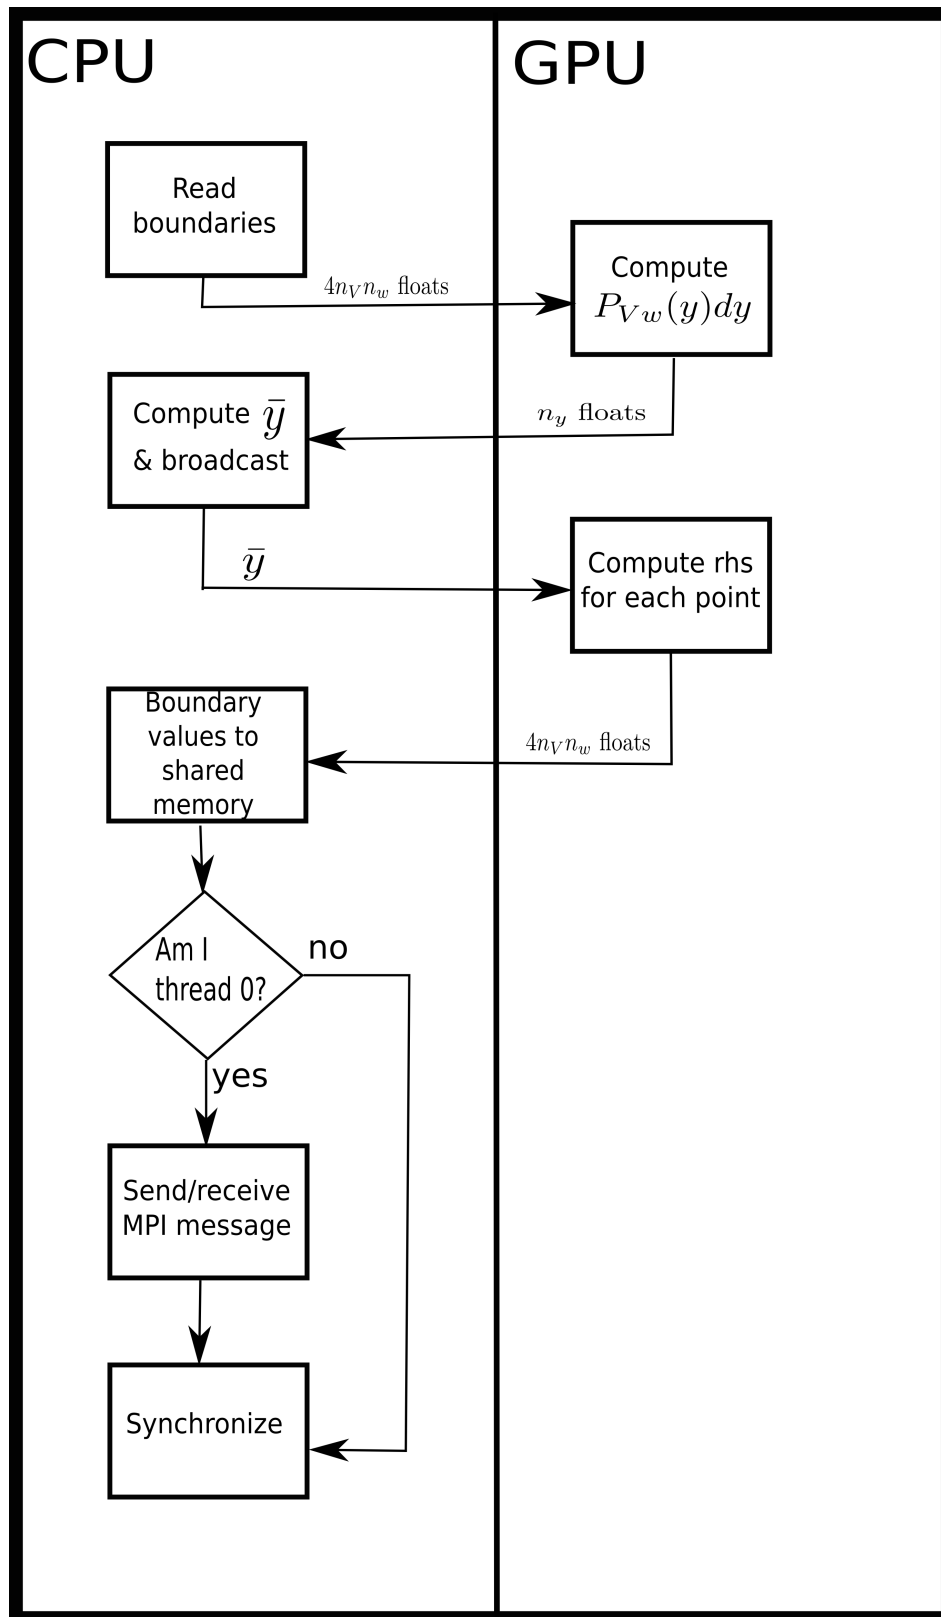 CPU
GPU
Read
boundaries
4n_V n_w floats
Compute
P_{Vw}(y)dy
n_y floats
Compute ȳ
& broadcast
ȳ
Compute rhs
for each point
4n_V n_w floats
Boundary
values to
shared
memory
Am I
thread 0?
no
yes
Send/receive
MPI message
Synchronize